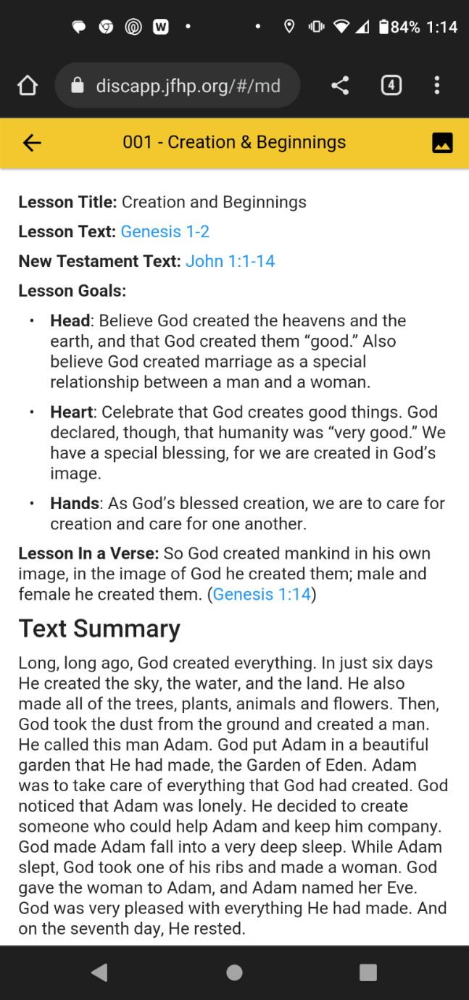 W 84% 1:14
discapp.jfhp.org/#/md 4
001 - Creation & Beginnings
Lesson Title: Creation and Beginnings
Lesson Text: Genesis 1-2
New Testament Text: John 1:1-14
Lesson Goals:
• Head: Believe God created the heavens and the
earth, and that God created them “good.” Also
believe God created marriage as a special
relationship between a man and a woman.
• Heart: Celebrate that God creates good things. God
declared, though, that humanity was “very good.” We
have a special blessing, for we are created in God’s
image.
• Hands: As God’s blessed creation, we are to care for
creation and care for one another.
Lesson In a Verse: So God created mankind in his own
image, in the image of God he created them; male and
female he created them. (Genesis 1:14)
Text Summary
Long, long ago, God created everything. In just six days
He created the sky, the water, and the land. He also
made all of the trees, plants, animals and flowers. Then,
God took the dust from the ground and created a man.
He called this man Adam. God put Adam in a beautiful
garden that He had made, the Garden of Eden. Adam
was to take care of everything that God had created. God
noticed that Adam was lonely. He decided to create
someone who could help Adam and keep him company.
God made Adam fall into a very deep sleep. While Adam
slept, God took one of his ribs and made a woman. God
gave the woman to Adam, and Adam named her Eve.
God was very pleased with everything He had made. And
on the seventh day, He rested.